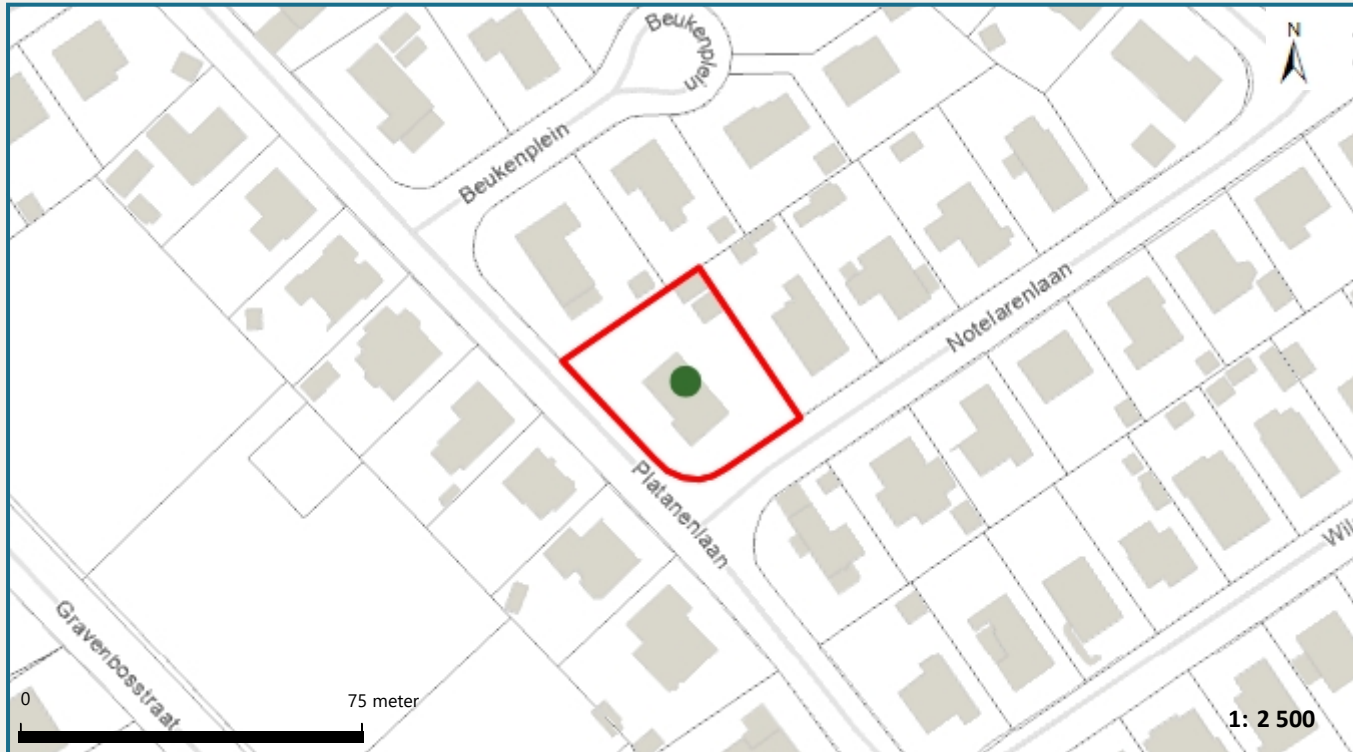 Beukenplein
N
Beukenplein
Notelarenlaan
Platanenlaan
Gravenbosstraat
0 75 meter
1: 2 500